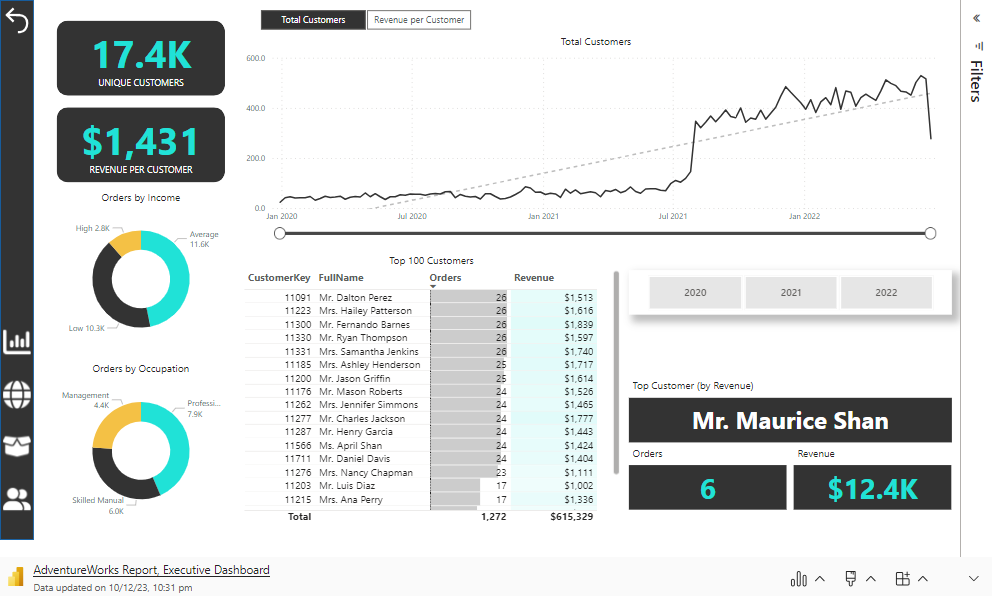 Total Customers
Revenue per Customer
17.4K
UNIQUE CUSTOMERS
$1,431
REVENUE PER CUSTOMER
Total Customers
600.0
400.0
200.0
0.0
Jan 2020
Jul 2020
Jan 2021
Jul 2021
Jan 2022
Filters
Orders by Income
High 2.8K
Average
11.6K
Low 10.3K
Orders by Occupation
Management
4.4K
Professi...
7.9K
Skilled Manual
6.0K
Top 100 Customers
CustomerKey FullName Orders Revenue
11091 Mr. Dalton Perez 26 $1,513
11223 Mrs. Hailey Patterson 26 $1,616
11300 Mr. Fernando Barnes 26 $1,839
11330 Mr. Ryan Thompson 26 $1,597
11331 Mrs. Samantha Jenkins 26 $1,740
11185 Mrs. Ashley Henderson 25 $1,717
11200 Mr. Jason Griffin 25 $1,614
11176 Mr. Mason Roberts 24 $1,526
11262 Mrs. Jennifer Simmons 24 $1,465
11277 Mr. Charles Jackson 24 $1,777
11287 Mr. Henry Garcia 24 $1,443
11566 Ms. April Shan 24 $1,424
11711 Mr. Daniel Davis 24 $1,404
11276 Mrs. Nancy Chapman 23 $1,111
11203 Mr. Luis Diaz 17 $1,002
11215 Mrs. Ana Perry 17 $1,336
Total 1,272 $615,329
2020
2021
2022
Top Customer (by Revenue)
Mr. Maurice Shan
Orders
Revenue
6
$12.4K
AdventureWorks Report, Executive Dashboard
Data updated on 10/12/23, 10:31 pm